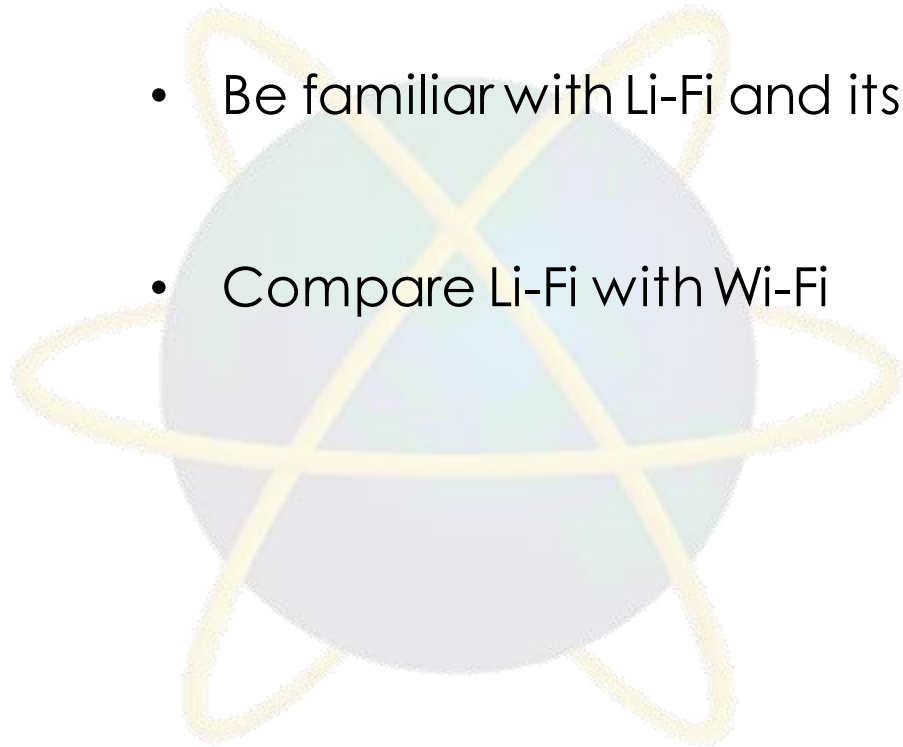 • Be familiar with Li-Fi and its
• Compare Li-Fi with Wi-Fi